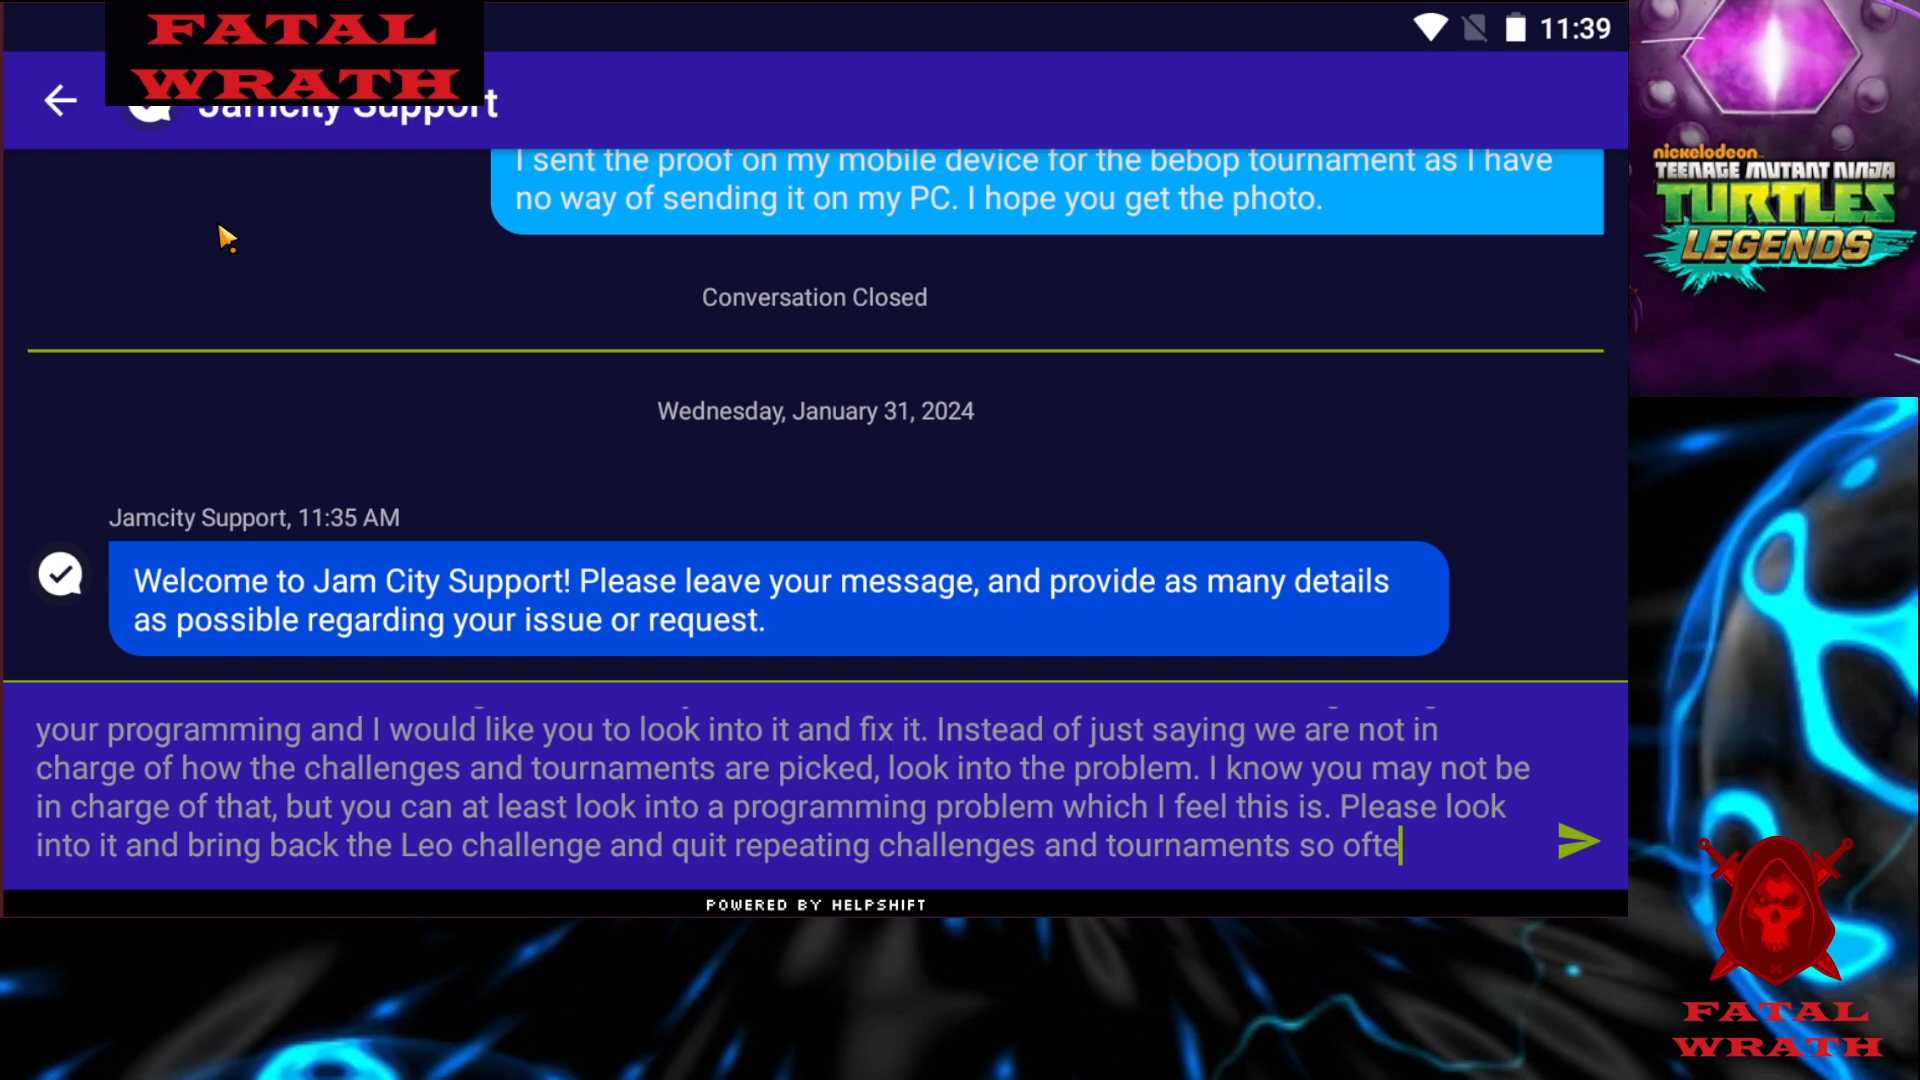 FATAL
WRATH
11:39
Jamcity Support
I sent the proof on my mobile device for the bebop tournament as I have
no way of sending it on my PC. I hope you get the photo.
Conversation Closed
Wednesday, January 31, 2024
Jamcity Support, 11:35 AM
Welcome to Jam City Support! Please leave your message, and provide as many details
as possible regarding your issue or request.
your programming and I would like you to look into it and fix it. Instead of just saying we are not in
charge of how the challenges and tournaments are picked, look into the problem. I know you may not be
in charge of that, but you can at least look into a programming problem which I feel this is. Please look
into it and bring back the Leo challenge and quit repeating challenges and tournaments so ofte
POWERED BY HELPSHIFT
nickelodeon
TEENAGE MUTANT NINJA
TURTLES
LEGENDS
FATAL
WRATH